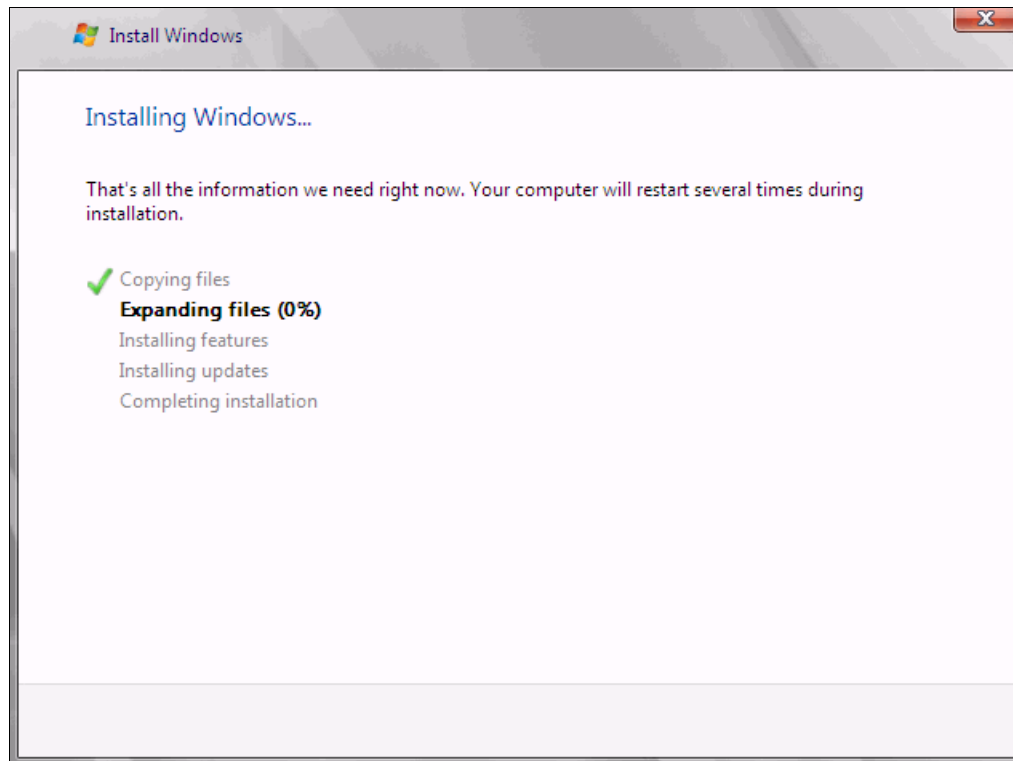 Install Windows
Installing Windows...
That's all the information we need right now. Your computer will restart several times during
installation.
Copying files
Expanding files (0%)
Installing features
Installing updates
Completing installation